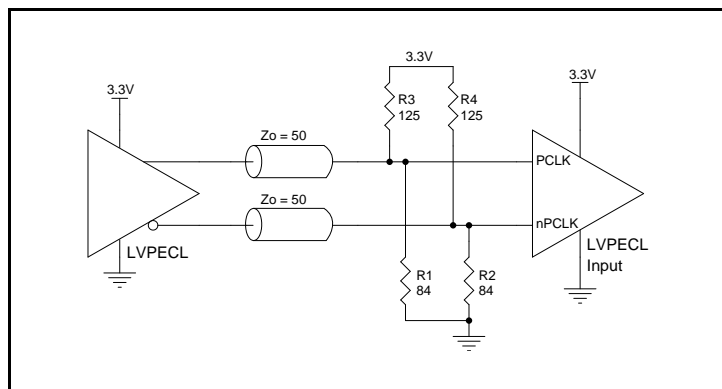 3.3V
3.3V
3.3V
R3
125
R4
125
Zo = 50
PCLK
Zo = 50
nPCLK
LVPECL
LVPECL
Input
R1
84
R2
84